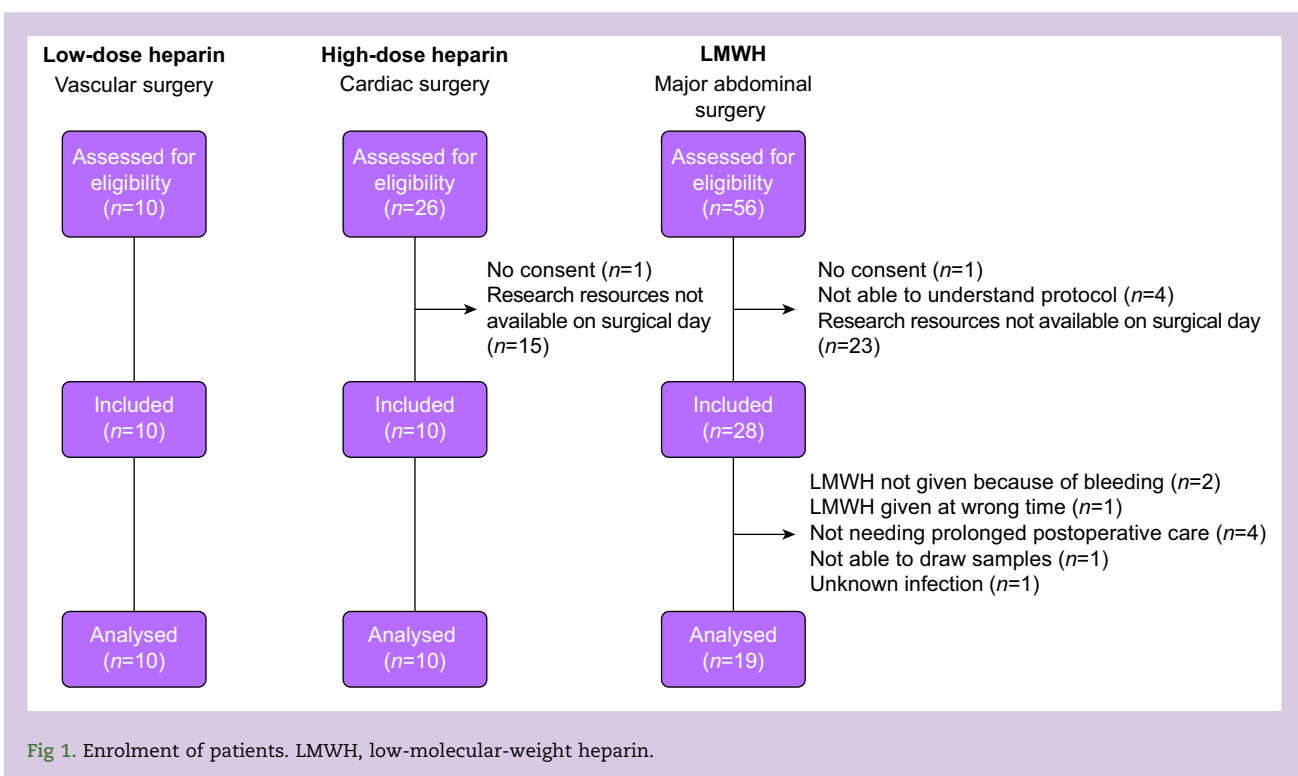 Low-dose heparin
Vascular surgery
Assessed for
eligibility
(n=10)
Included
(n=10)
Analysed
(n=10)
High-dose heparin
Cardiac surgery
Assessed for
eligibility
(n=26)
No consent (n=1)
Research resources not
available on surgical day
(n=15)
Included
(n=10)
Analysed
(n=10)
LMWH
Major abdominal
surgery
Assessed for
eligibility
(n=56)
No consent (n=1)
Not able to understand protocol (n=4)
Research resources not available on surgical day
(n=23)
Included
(n=28)
LMWH not given because of bleeding (n=2)
LMWH given at wrong time (n=1)
Not needing prolonged postoperative care (n=4)
Not able to draw samples (n=1)
Unknown infection (n=1)
Analysed
(n=19)
Fig 1. Enrolment of patients. LMWH, low-molecular-weight heparin.